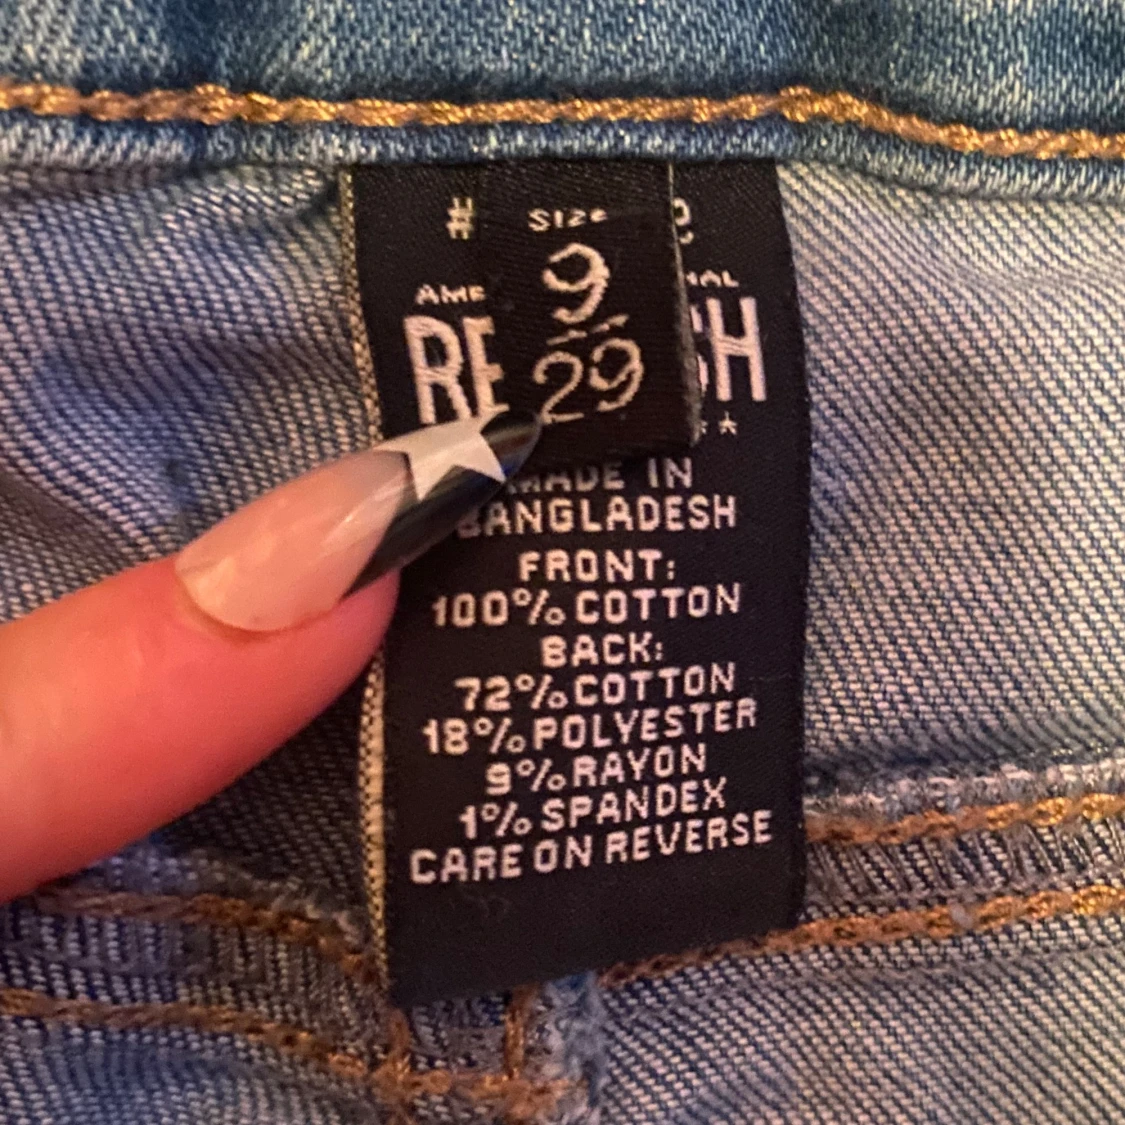 SIZE
9
29
MADE IN
BANGLADESH
FRONT:
100% COTTON
BACK:
72% COTTON
18% POLYESTER
9% RAYON
1% SPANDEX
CARE ON REVERSE